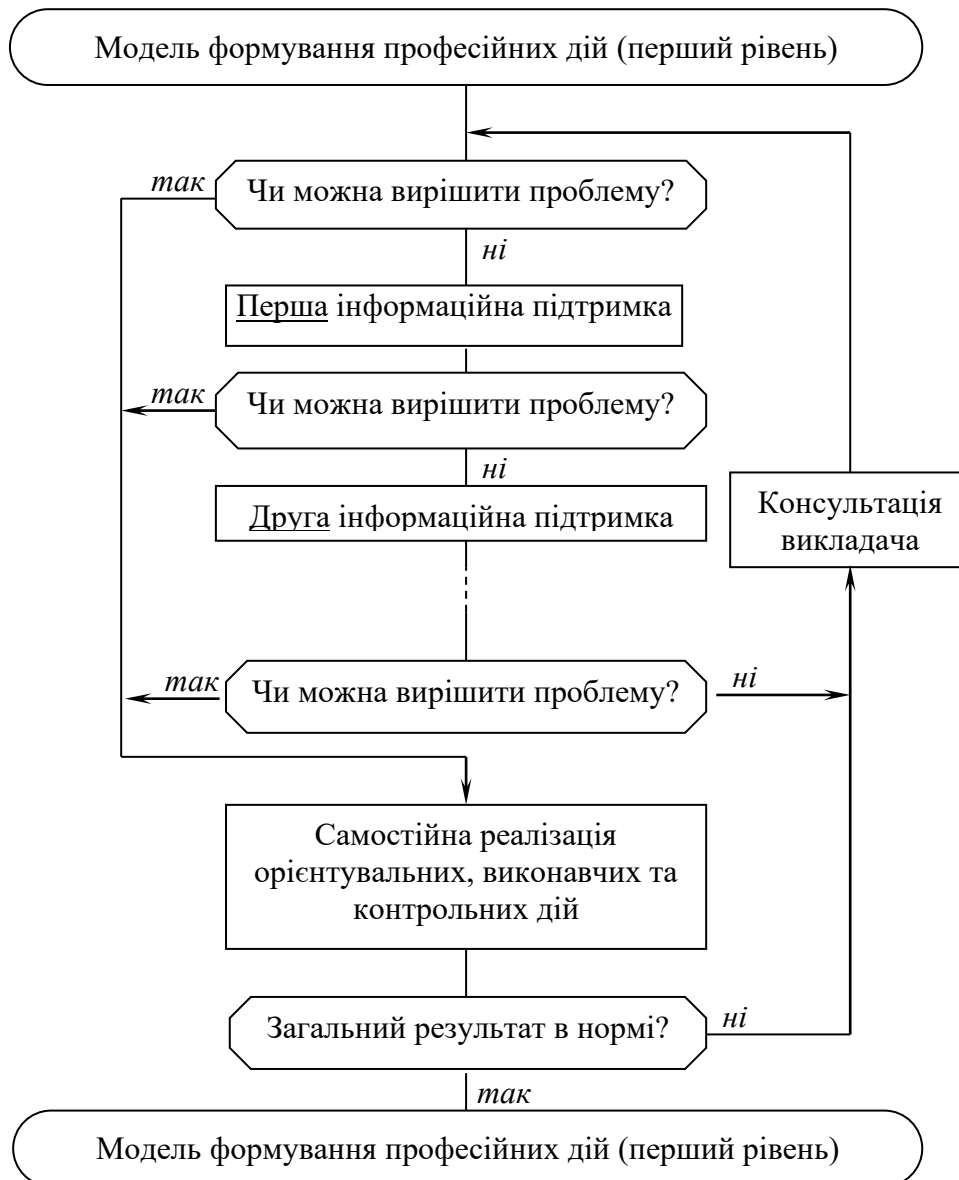 Модель формування професійних дій (перший рівень)
так
Чи можна вирішити проблему?
ні
Перша інформаційна підтримка
так
Чи можна вирішити проблему?
ні
Друга інформаційна підтримка
Консультація
викладача
так
Чи можна вирішити проблему?
ні
Самостійна реалізація
орієнтувальних, виконавчих та
контрольних дій
Загальний результат в нормі?
ні
так
Модель формування професійних дій (перший рівень)